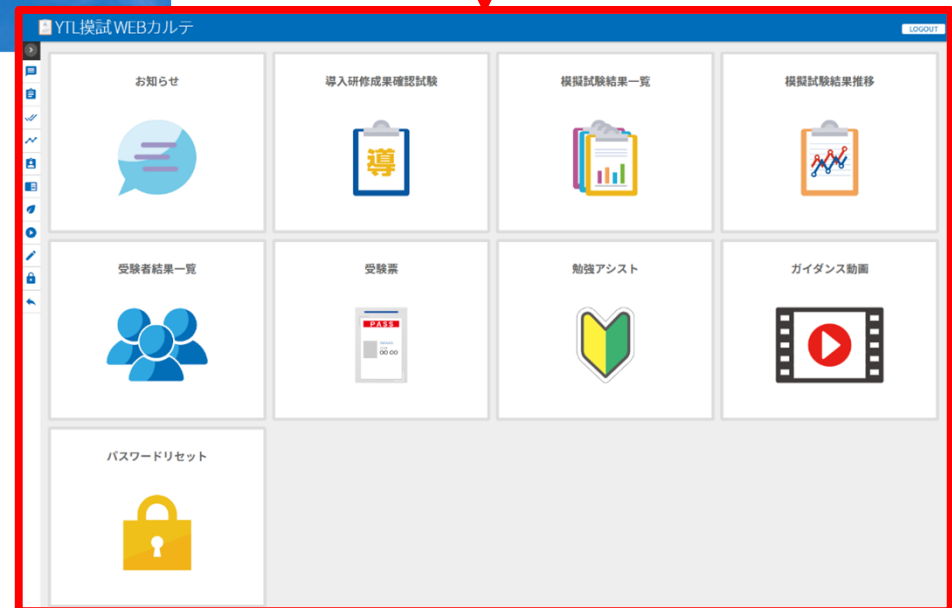 YTL模試WEBカルテ
LOGOUT
お知らせ
導入研修成果確認試験
模擬試験結果一覧
模擬試験結果推移
導
受験者結果一覧
受験票
勉強アシスト
ガイダンス動画
PASS
00 00
パスワードリセット